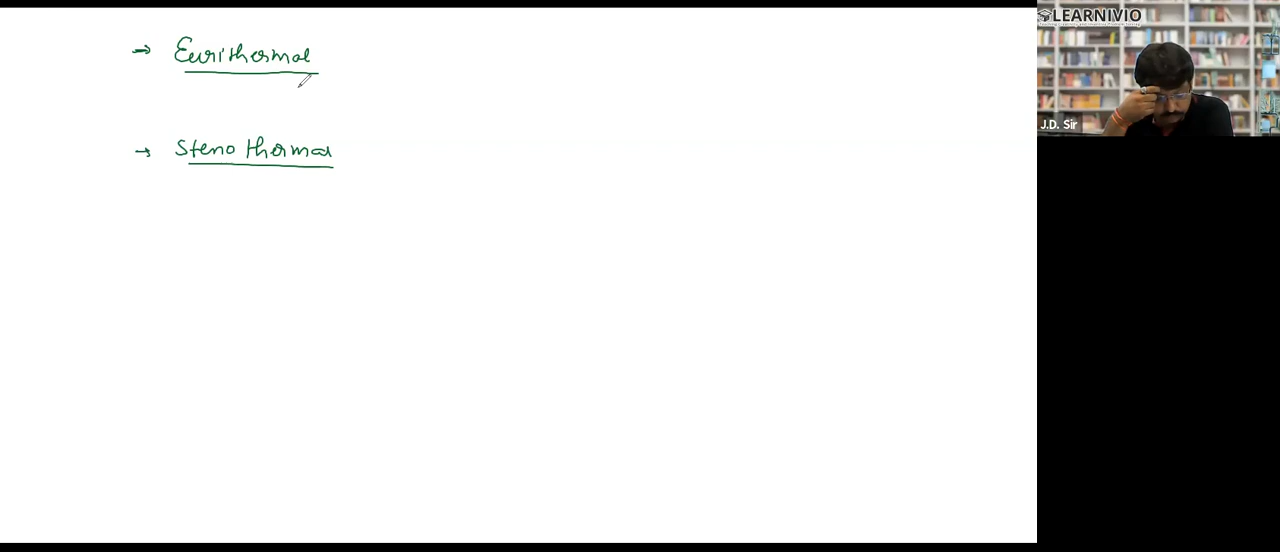 → Eurithermal
→ Steno thermal
LEARNIVIO
J.D. Sir